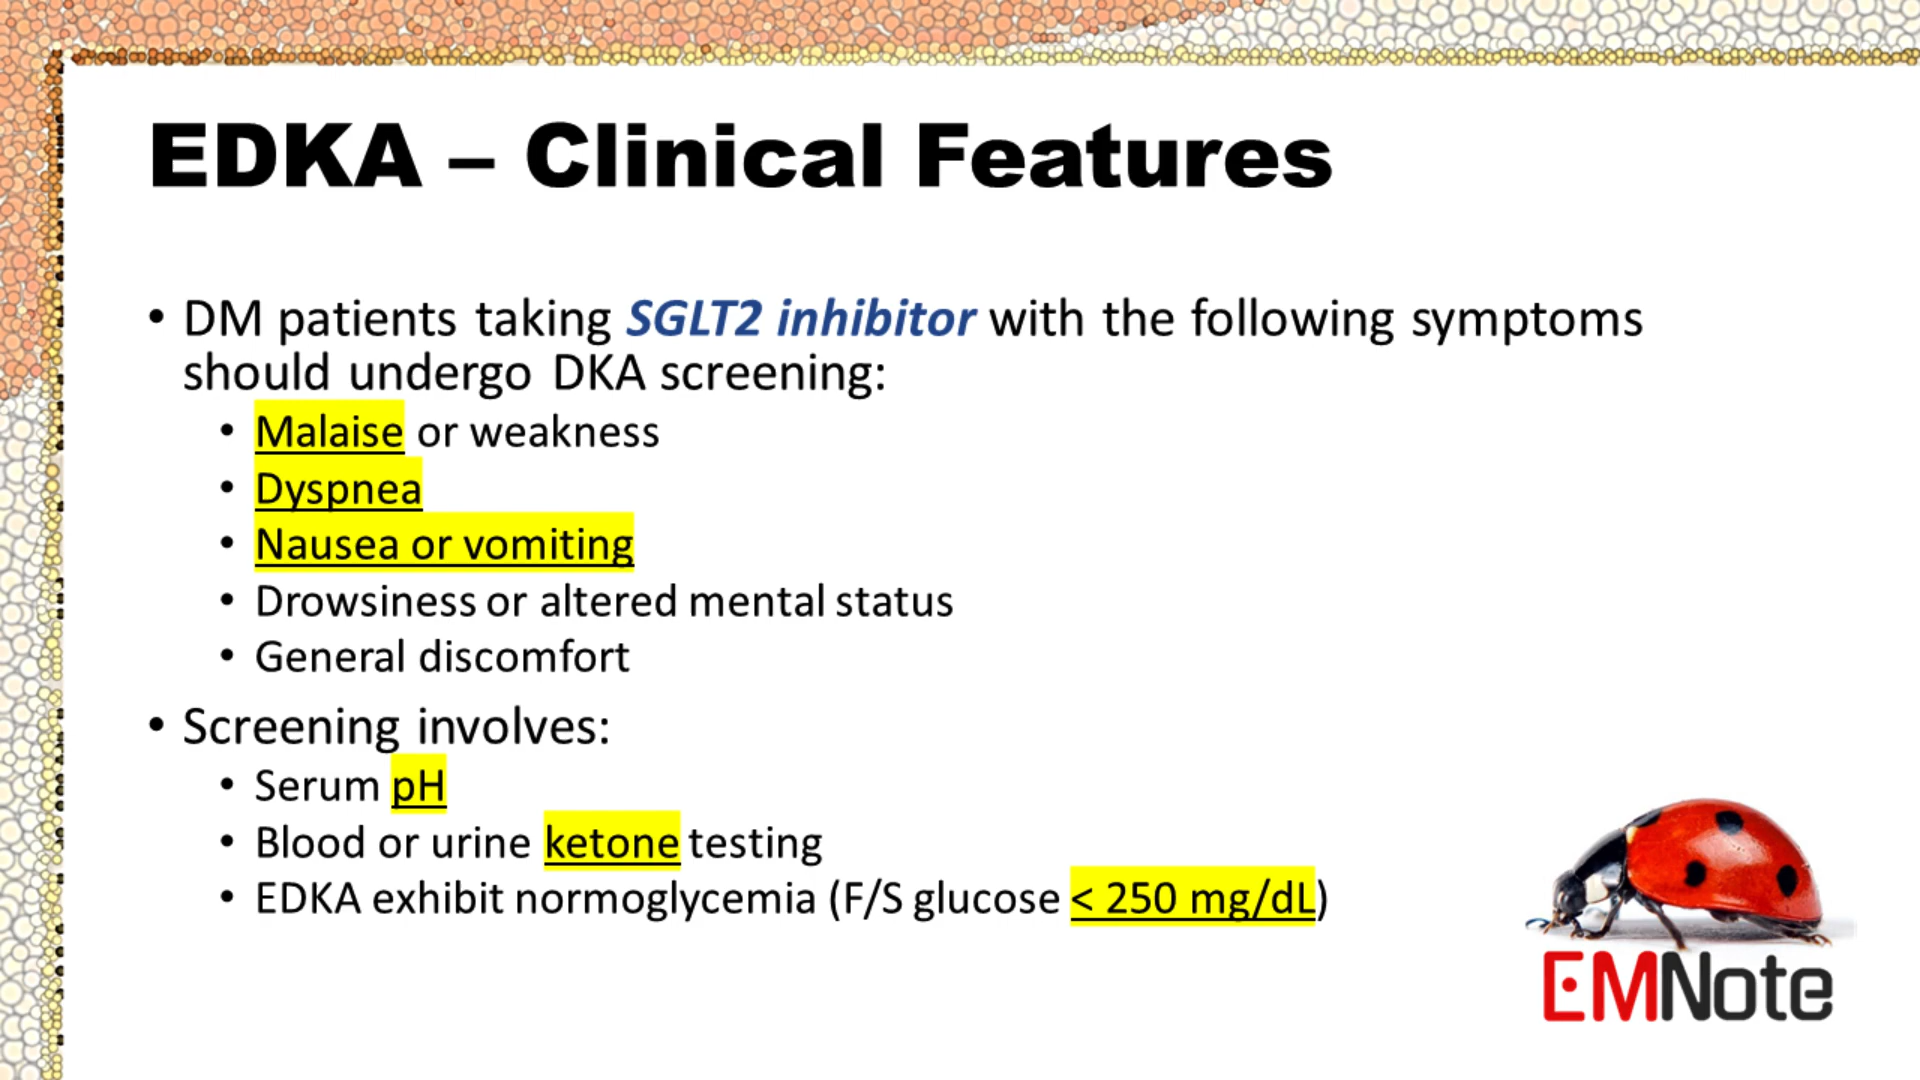 EDKA – Clinical Features
• DM patients taking SGLT2 inhibitor with the following symptoms
should undergo DKA screening:
• Malaise or weakness
• Dyspnea
• Nausea or vomiting
• Drowsiness or altered mental status
• General discomfort
• Screening involves:
• Serum pH
• Blood or urine ketone testing
• EDKA exhibit normoglycemia (F/S glucose < 250 mg/dL)
EMNote